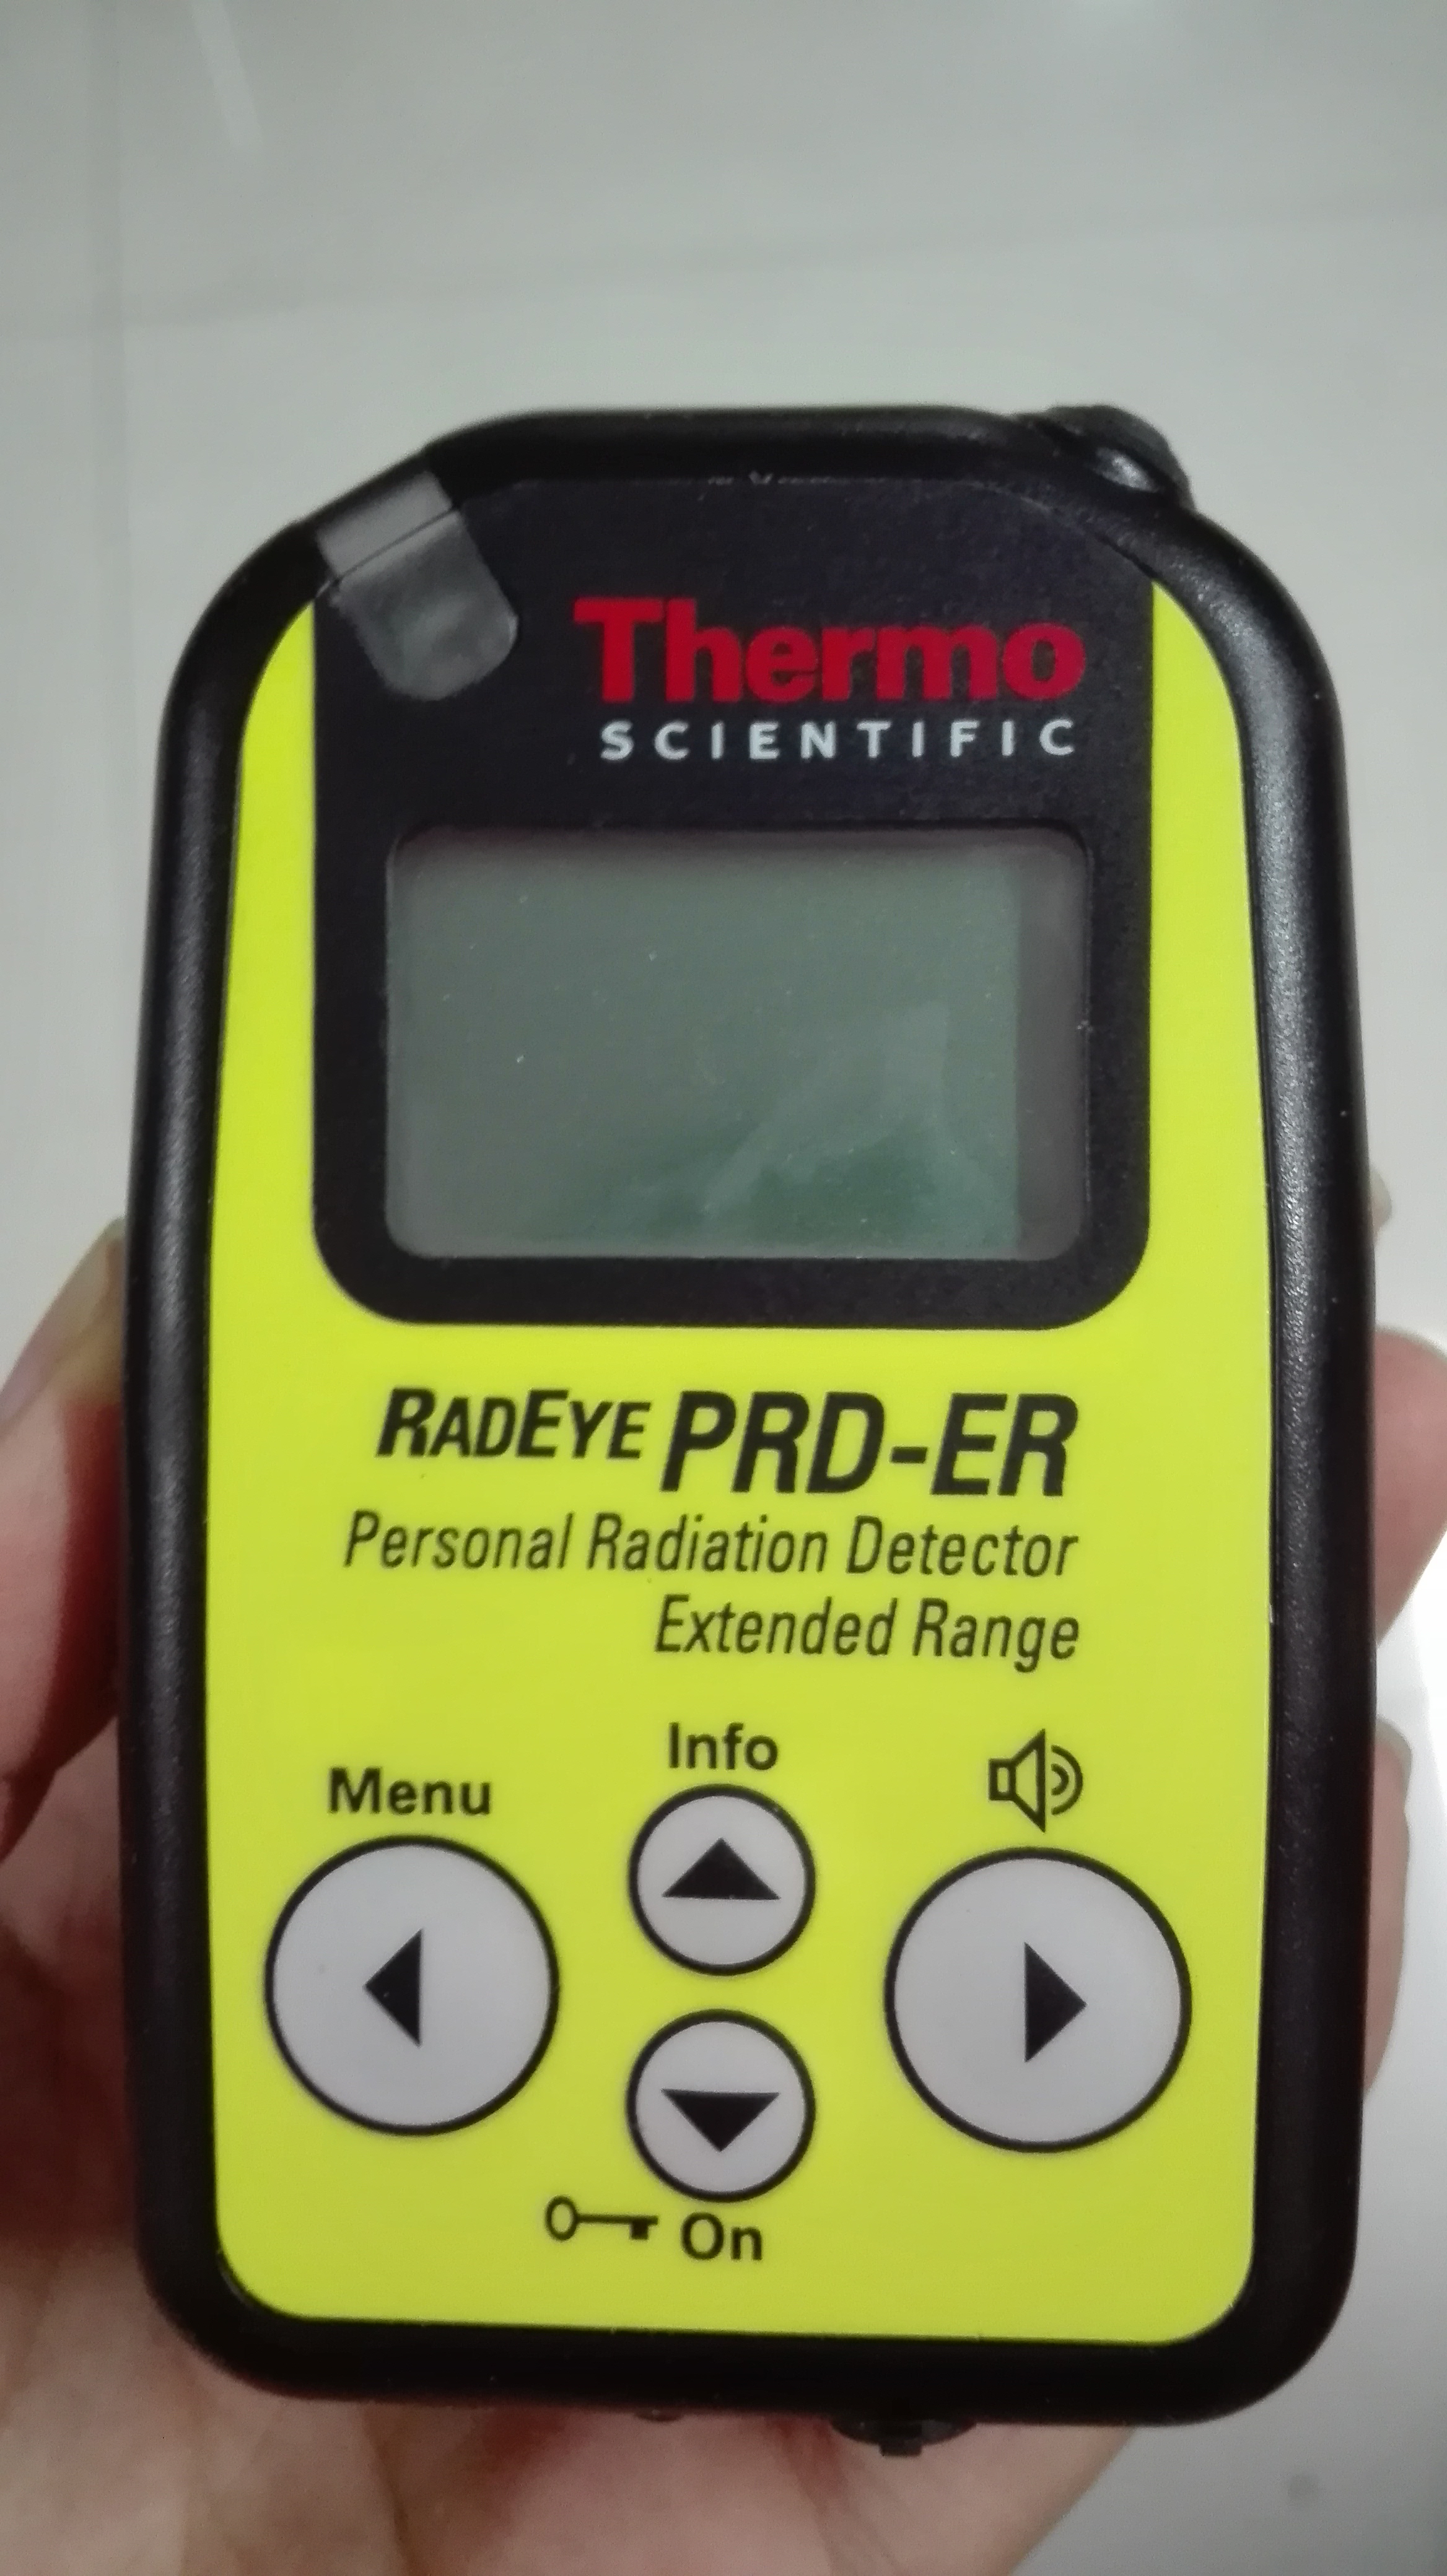 Thermo
SCIENTIFIC
RADEYE PRD-ER
Personal Radiation Detector
Extended Range
Info
Menu
On